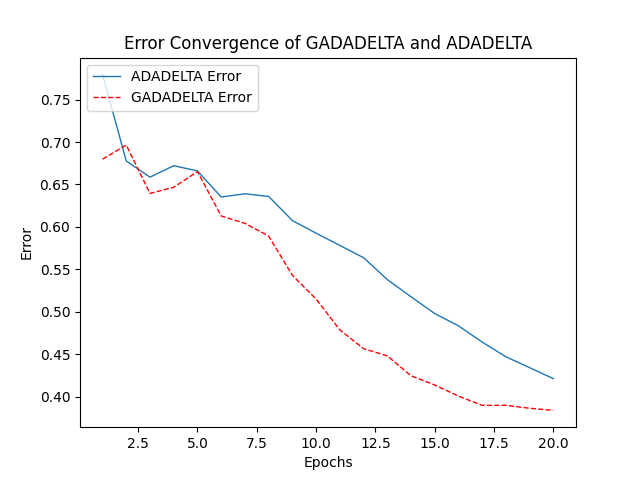 Error Convergence of GADADELTA and ADADELTA
ADADELTA Error
GADADELTA Error
0.75
0.70
0.65
0.60
0.55
0.50
0.45
0.40
Error
2.5 5.0 7.5 10.0 12.5 15.0 17.5 20.0
Epochs